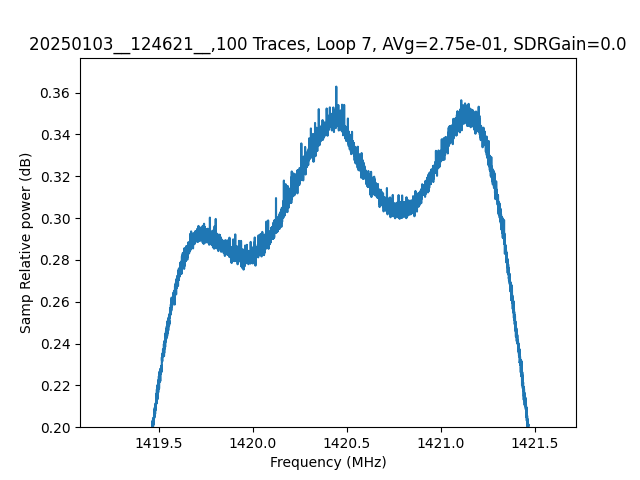 20250103__124621__,100 Traces, Loop 7, AVg=2.75e-01, SDRGain=0.0
Samp Relative power (dB)
0.36
0.34
0.32
0.30
0.28
0.26
0.24
0.22
0.20
1419.5 1420.0 1420.5 1421.0 1421.5
Frequency (MHz)